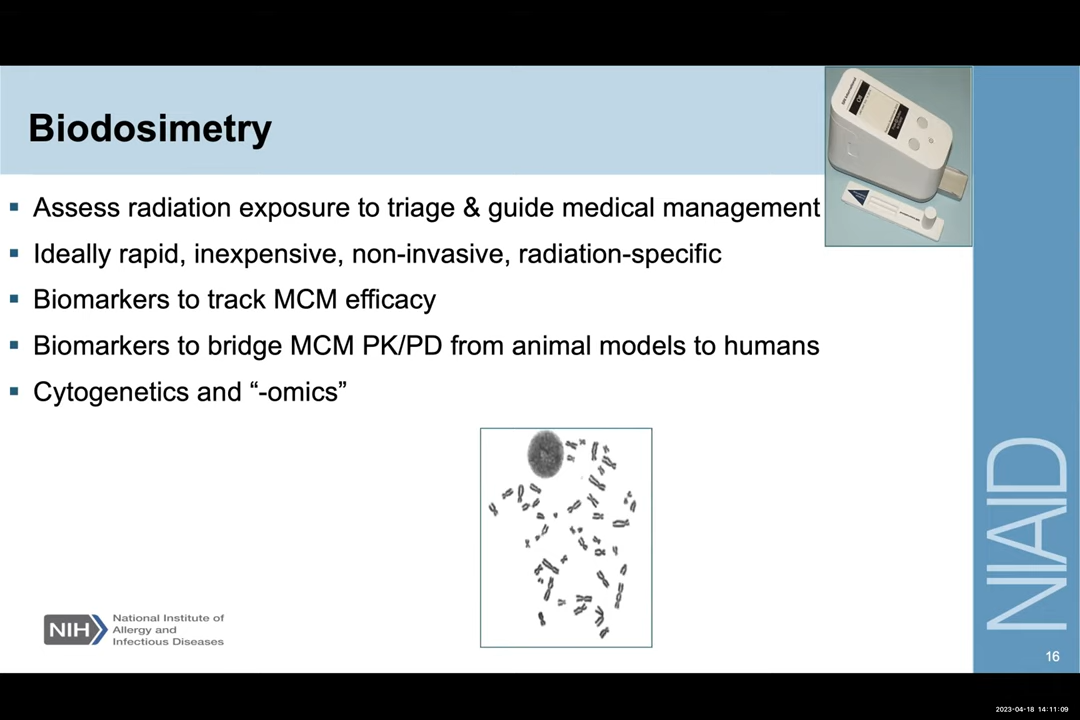 Biodosimetry
Assess radiation exposure to triage & guide medical management
Ideally rapid, inexpensive, non-invasive, radiation-specific
Biomarkers to track MCM efficacy
Biomarkers to bridge MCM PK/PD from animal models to humans
Cytogenetics and “-omics”
NIH
National Institute of
Allergy and
Infectious Diseases
NIAID
16
2023-04-18 14:11:09